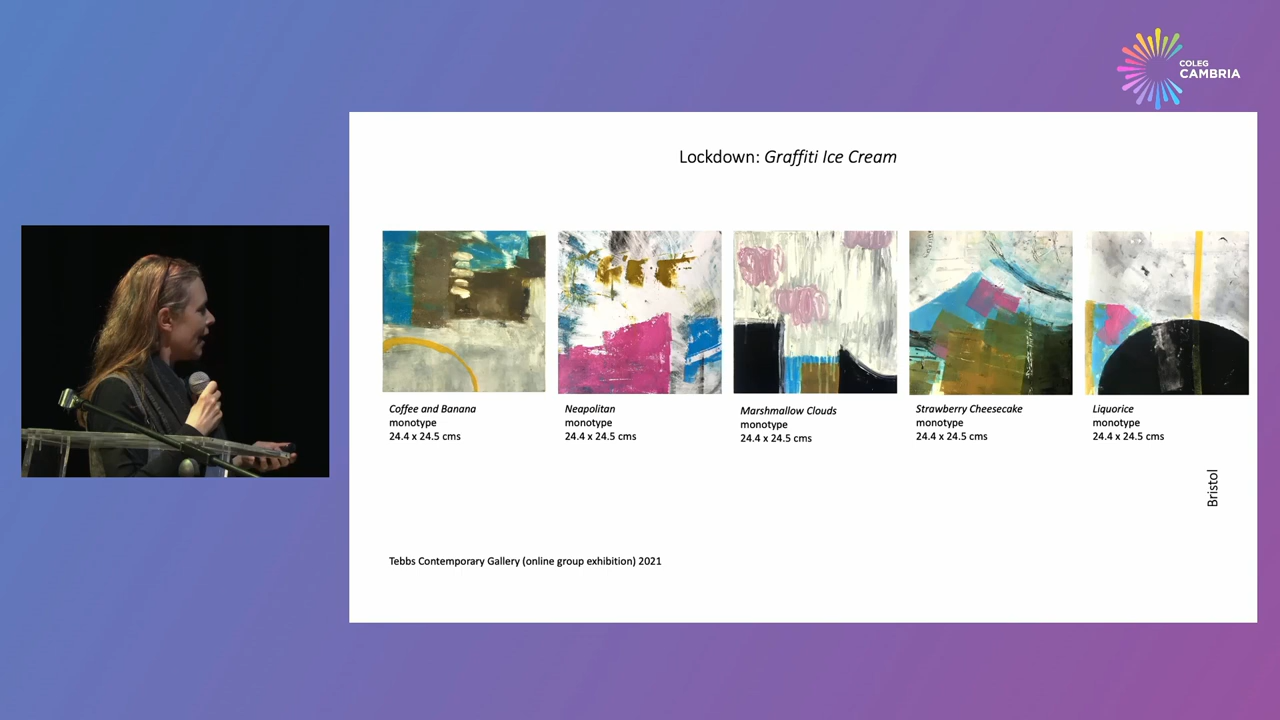 COLEG
CAMBRIA
Lockdown: Graffiti Ice Cream
Coffee and Banana
monotype
24.4 x 24.5 cms
Neapolitan
monotype
24.4 x 24.5 cms
Marshmallow Clouds
monotype
24.4 x 24.5 cms
Strawberry Cheesecake
monotype
24.4 x 24.5 cms
Liquorice
monotype
24.4 x 24.5 cms
Bristol
Tebbs Contemporary Gallery (online group exhibition) 2021